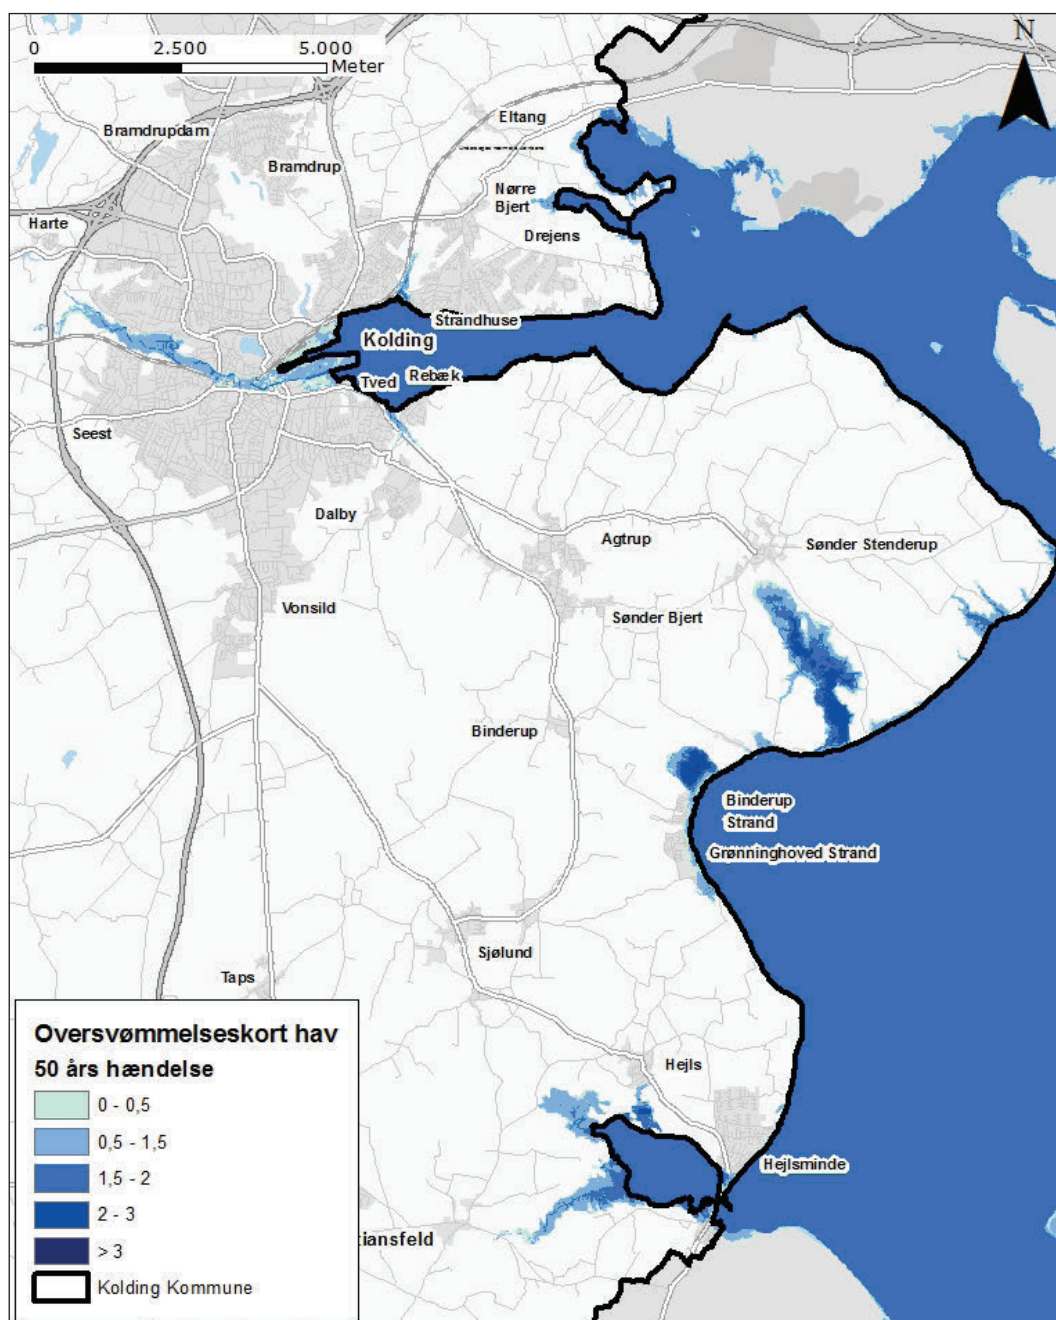 0 2.500 5.000
Meter
N
Eltang
Bramdrupdam
Bramdrup
Nørre
Bjert
Harte
Drejens
Strandhuse
Kolding
Tved
Rebæk
Seest
Dalby
Agtrup
Sønder Stenderup
Vonsild
Sønder Bjert
Binderup
Binderup
Strand
Grønninghoved Strand
Sjølund
Taps
Hejls
Hejlsminde
tiansfeld
Oversvømmelseskort hav
50 års hændelse
0 - 0,5
0,5 - 1,5
1,5 - 2
2 - 3
> 3
Kolding Kommune